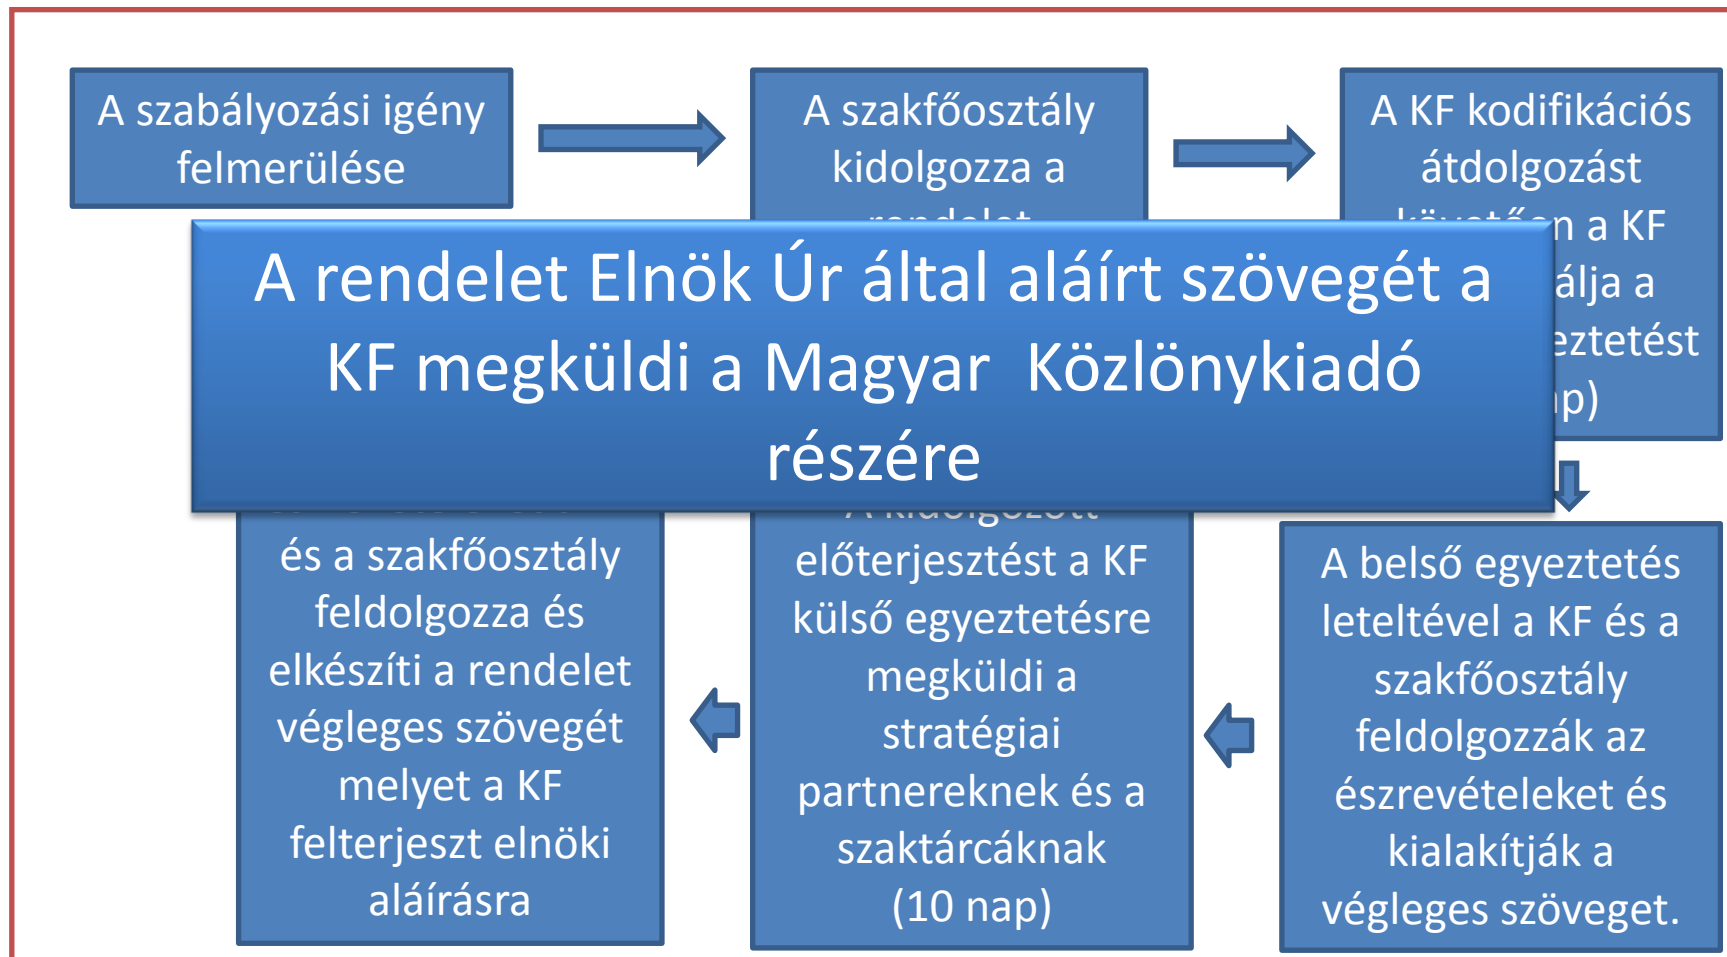 A szabályozási igény
felmerülése
A szakfőosztály
kidolgozza a
rendelet
A KF kodifikációs
átdolgozást
a KF
a
A rendelet Elnök Úr által aláírt szövegét a
KF megküldi a Magyar Közlönykiadó
részére
A belső egyeztetés
leteltével a KF és a
szakfőosztály
feldolgozzák az
észrevételeket és
kialakítják a
végleges szöveget.
A kidolgozott
előterjesztést a KF
külső egyeztetésre
megküldi a
stratégiai
partnereknek és a
szaktárcáknak
(10 nap)
és a szakfőosztály
feldolgozza és
elkészíti a rendelet
végleges szövegét
melyet a KF
felterjeszt elnöki
aláírásra